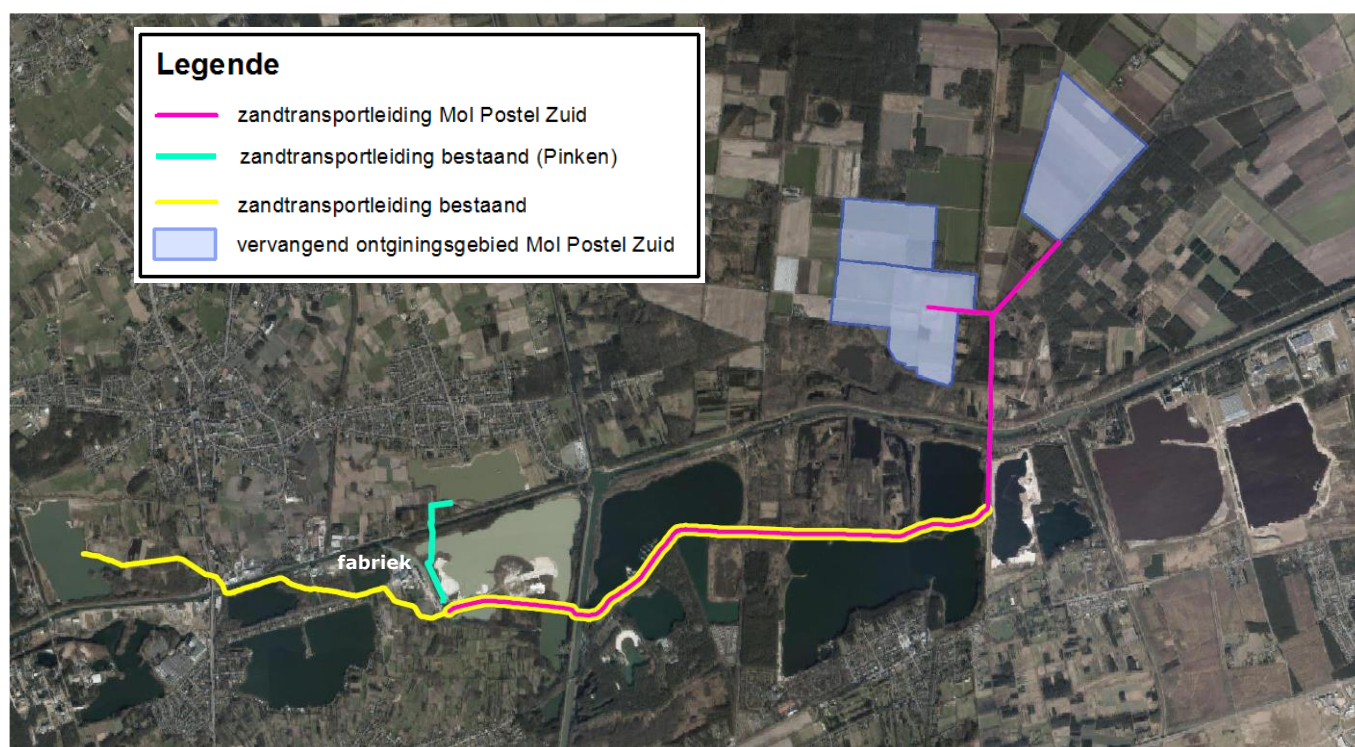 Legende
zandtransportleiding Mol Postel Zuid
zandtransportleiding bestaand (Pinken)
zandtransportleiding bestaand
vervangend ontginingsgebied Mol Postel Zuid
fabriek